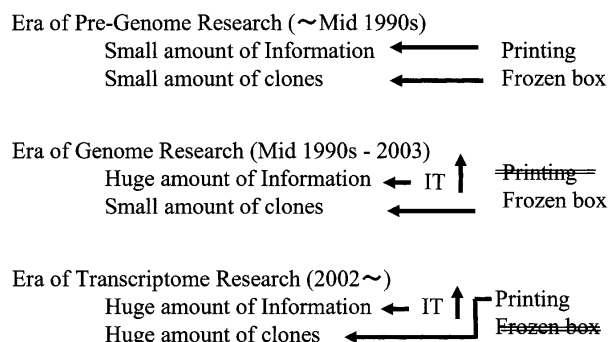 Era of Pre-Genome Research (～Mid 1990s)
Small amount of Information Printing
Small amount of clones Frozen box
Era of Genome Research (Mid 1990s - 2003)
Huge amount of Information IT Printing
Small amount of clones Frozen box
Era of Transcriptome Research (2002～)
Huge amount of Information IT Printing
Huge amount of clones Frozen box